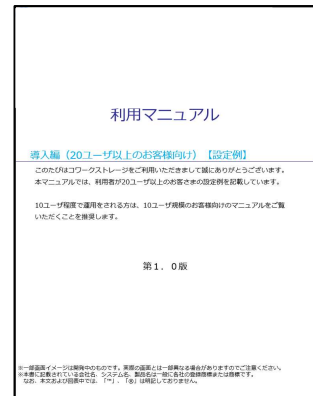 利用マニュアル
導入編（20ユーザ以上のお客様向け）【設定例】
このたびはコワークストレージをご利用いただきまして誠にありがとうございます。
本マニュアルでは、利用者が20ユーザ以上のお客さまの設定例を記載しています。
10ユーザ程度で運用をされる方は、10ユーザ規模のお客様向けのマニュアルをご覧
いただくことを推奨します。
第1．0版
※一部画面イメージは開発中のものです。実際の画面とは一部異なる場合がありますのでご注意ください。
※本書に記載されている会社名、システム名、製品名は一般に各社の登録商標または商標です。
なお、本文および図表中では、「™」、「®」は明記しておりません。